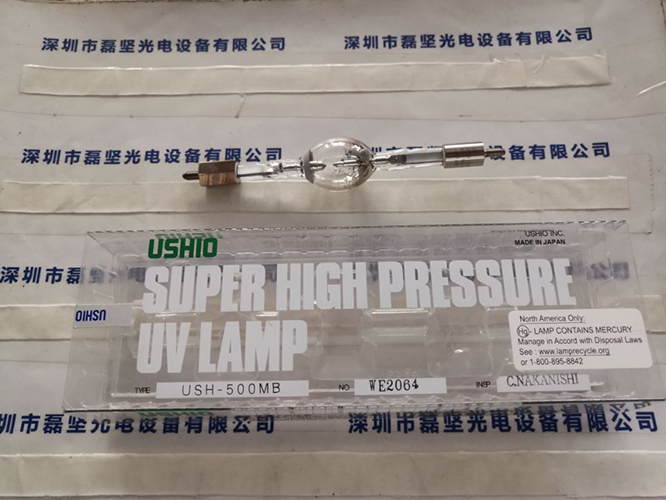 深圳市磊坚光电设备有限公司 深圳市磊坚光电设备有限公司
深圳市磊坚光电设备有限公司 深圳市磊坚光电设备有限公司
深圳市磊坚
USHIO
USHIO INC.
MADE IN JAPAN
SUPER HIGH PRESSURE
UV LAMP
USHIO
North America Only:
Hg - LAMP CONTAINS MERCURY
Manage in Accord with Disposal Laws
See : www.lamprecycle.org
or 1-800-895-8842
TYPE USH-500MB NO WE2064 INSP C.NAKANISHI
市磊坚光电设备有限公司 深圳市磊坚光电设备有限公司